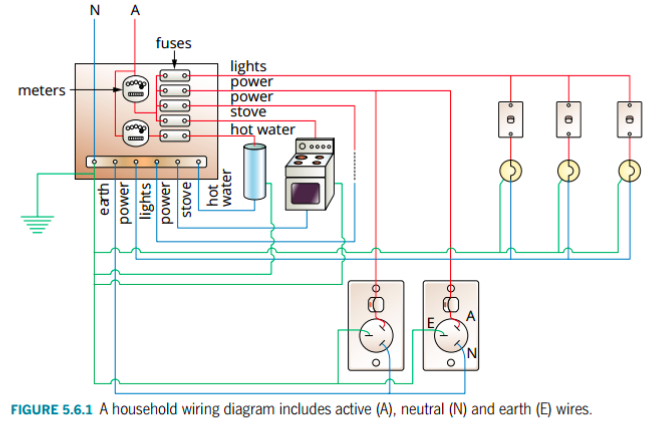 N A
fuses
meters
lights
power
power
stove
hot water
earth
power
lights
power
stove
hot
water
E
A
N
FIGURE 5.6.1 A household wiring diagram includes active (A), neutral (N) and earth (E) wires.